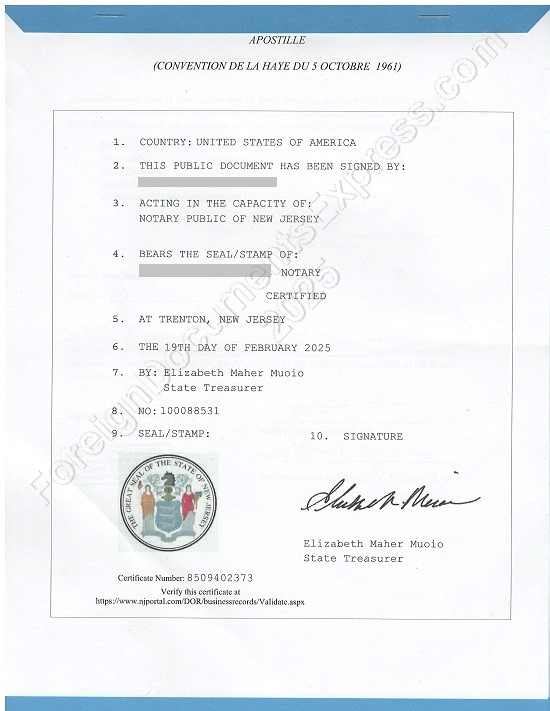 APOSTILLE
(CONVENTION DE LA HAYE DU 5 OCTOBRE 1961)
1. COUNTRY: UNITED STATES OF AMERICA
2. THIS PUBLIC DOCUMENT HAS BEEN SIGNED BY:
3. ACTING IN THE CAPACITY OF:
NOTARY PUBLIC OF NEW JERSEY
4. BEARS THE SEAL/STAMP OF:
NOTARY
CERTIFIED
5. AT TRENTON, NEW JERSEY
6. THE 19TH DAY OF FEBRUARY 2025
7. BY: Elizabeth Maher Muoio
State Treasurer
8. NO: 100088531
9. SEAL/STAMP:
10. SIGNATURE
THE GREAT SEAL OF THE STATE OF NEW JERSEY
Elizabeth Maher Muoio
State Treasurer
Certificate Number: 8509402373
Verify this certificate at
https://www.njportal.com/DOR/businessrecords/Validate.aspx
ForeignDocumentsExpress.com
2025